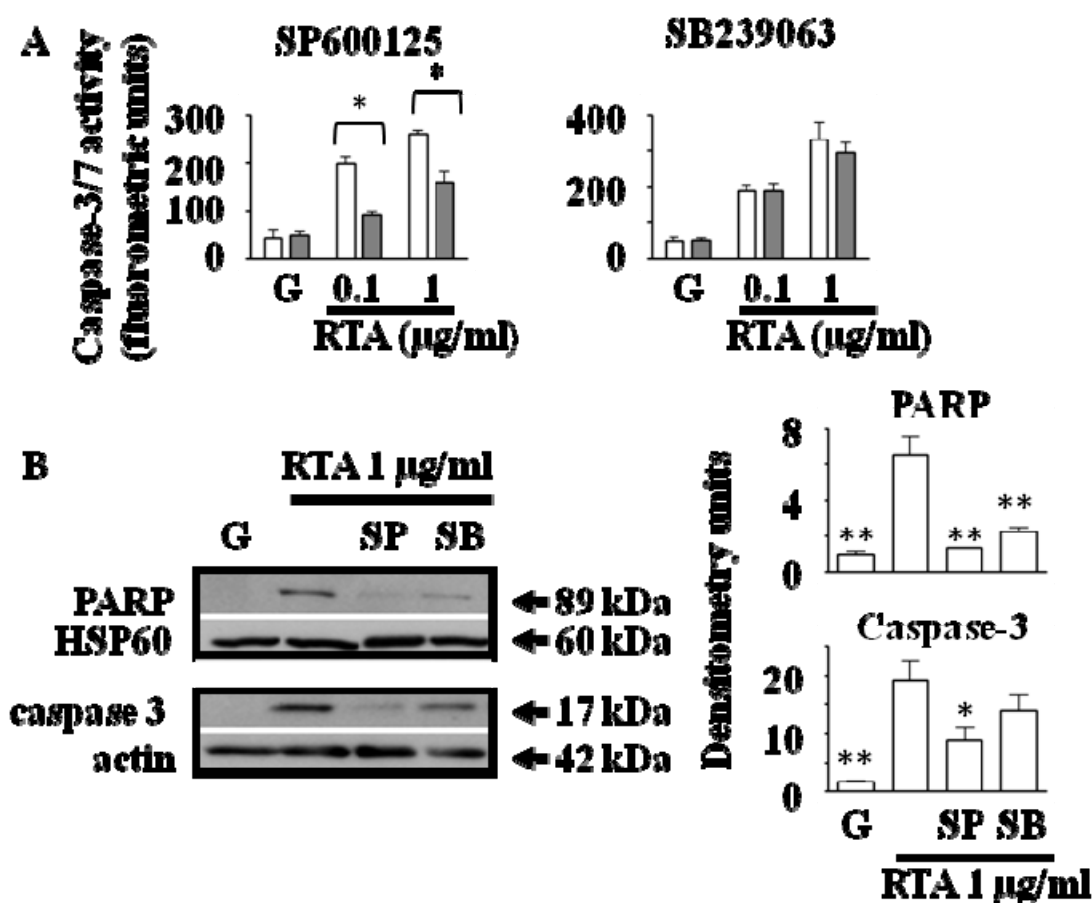 A
SP600125
SB239063
Caspase-3/7 activity
(fluorometric units)
*
*
300
200
100
0
G
0.1
1
RTA (µg/ml)
400
200
0
G
0.1
1
RTA (µg/ml)
B
RTA 1 µg/ml
G
SP
SB
PARP
89 kDa
HSP60
60 kDa
caspase 3
17 kDa
actin
42 kDa
Densitometry units
PARP
8
4
0
**
**
**
Caspase-3
20
10
0
**
*
G
SP
SB
RTA 1 µg/ml